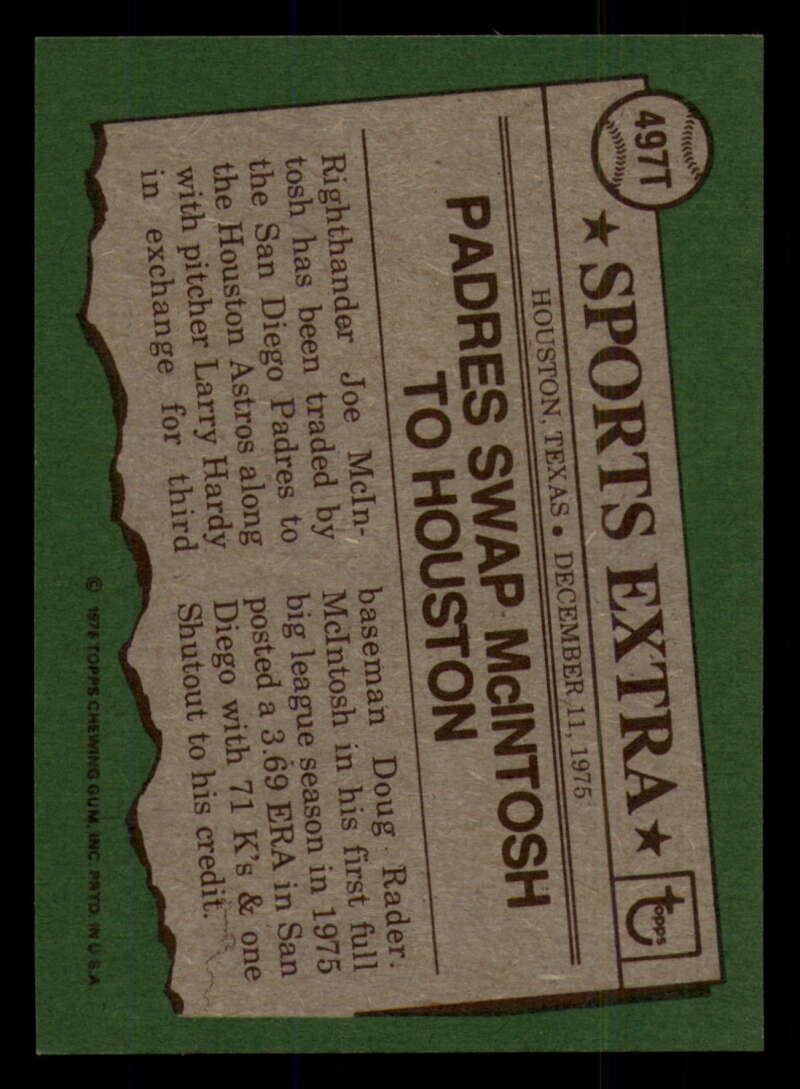 497T
★ SPORTS EXTRA ★
topps
HOUSTON, TEXAS • DECEMBER 11, 1975
PADRES SWAP McINTOSH
TO HOUSTON
Righthander Joe McIn-
tosh has been traded by
the San Diego Padres to
the Houston Astros along
with pitcher Larry Hardy
in exchange for third
baseman Doug Rader.
McIntosh in his first full
big league season in 1975
posted a 3.69 ERA in San
Diego with 71 K's & one
Shutout to his credit.
© 1976 TOPPS CHEWING GUM, INC. PRTD. IN U.S.A.